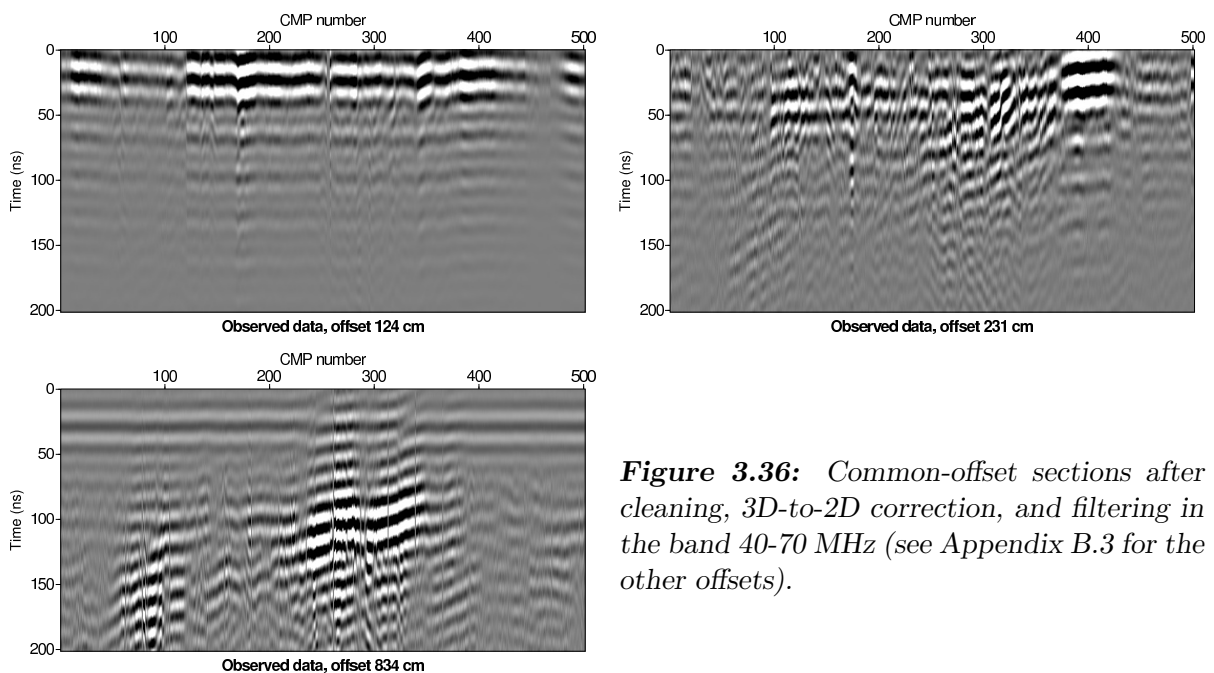 CMP number
100 200 300 400 500
0
50
100
150
200
Time (ns)
Observed data, offset 124 cm
CMP number
100 200 300 400 500
0
50
100
150
200
Time (ns)
Observed data, offset 231 cm
CMP number
100 200 300 400 500
0
50
100
150
200
Time (ns)
Observed data, offset 834 cm
Figure 3.36: Common-offset sections after
cleaning, 3D-to-2D correction, and filtering in
the band 40-70 MHz (see Appendix B.3 for the
other offsets).